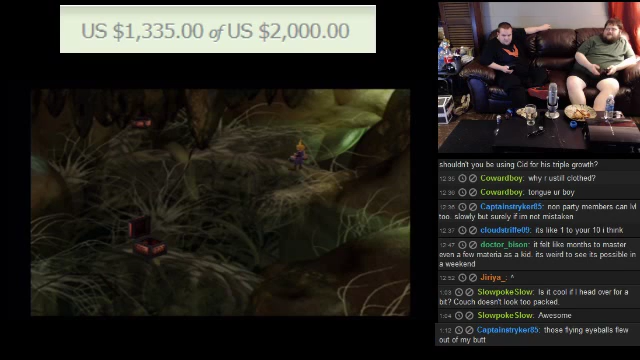 US $1,335.00 of US $2,000.00
shouldn't you be using Cid for his triple growth?
12:35 Cowardboy: why r ustill clothed?
12:36 Cowardboy: tongue ur boy
12:36 Captainstryker85: non party members can lvl
too. slowly but surely if im not mistaken
12:37 cloudstriffe09: its like 1 to your 10 i think
12:47 doctor_bison: it felt like months to master
even a few materia as a kid. its weird to see its possible in
a weekend
12:52 Jiriya_: ^
1:03 SlowpokeSlow: Is it cool if I head over for a
bit? Couch doesn't look too packed.
1:04 SlowpokeSlow: Awesome
1:12 Captainstryker85: those flying eyeballs flew
out of my butt